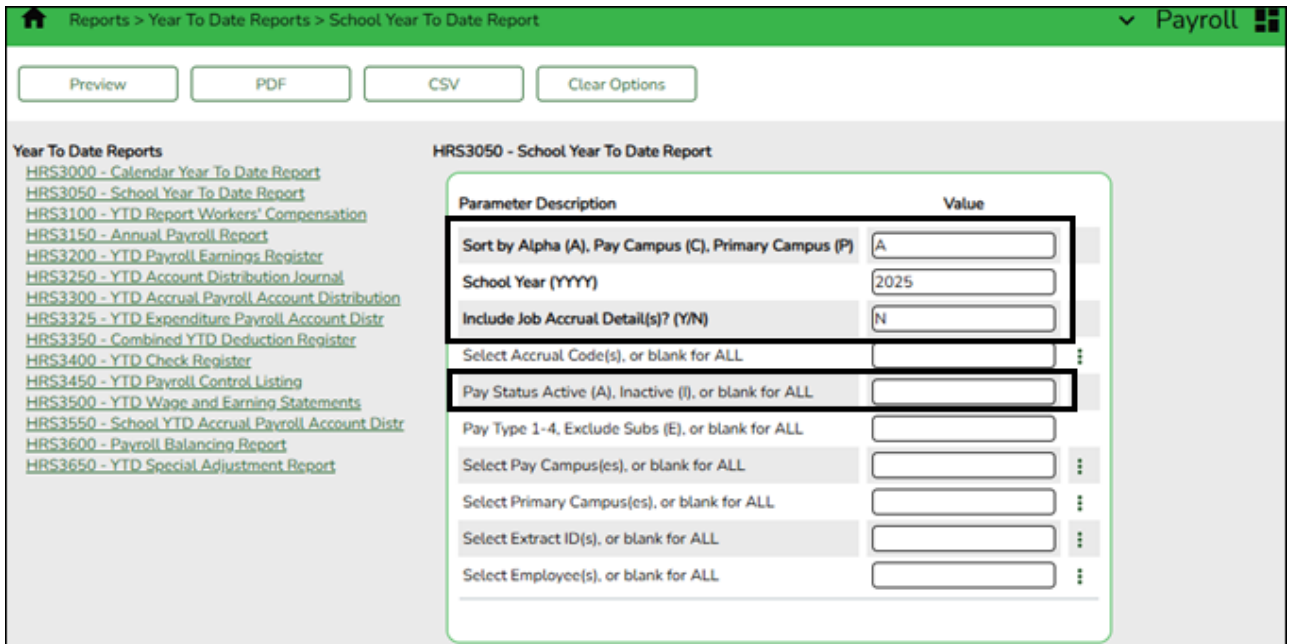 Reports > Year To Date Reports > School Year To Date Report
Payroll
Preview
PDF
CSV
Clear Options
Year To Date Reports
HRS3000 - Calendar Year To Date Report
HRS3050 - School Year To Date Report
HRS3100 - YTD Report Workers' Compensation
HRS3150 - Annual Payroll Report
HRS3200 - YTD Payroll Earnings Register
HRS3250 - YTD Account Distribution Journal
HRS3300 - YTD Accrual Payroll Account Distribution
HRS3325 - YTD Expenditure Payroll Account Distr
HRS3350 - Combined YTD Deduction Register
HRS3400 - YTD Check Register
HRS3450 - YTD Payroll Control Listing
HRS3500 - YTD Wage and Earning Statements
HRS3550 - School YTD Accrual Payroll Account Distr
HRS3600 - Payroll Balancing Report
HRS3650 - YTD Special Adjustment Report
HRS3050 - School Year To Date Report
Parameter Description Value
Sort by Alpha (A), Pay Campus (C), Primary Campus (P) A
School Year (YYYY) 2025
Include Job Accrual Detail(s)? (Y/N) N
Select Accrual Code(s), or blank for ALL
Pay Status Active (A), Inactive (I), or blank for ALL
Pay Type 1-4, Exclude Subs (E), or blank for ALL
Select Pay Campus(es), or blank for ALL
Select Primary Campus(es), or blank for ALL
Select Extract ID(s), or blank for ALL
Select Employee(s), or blank for ALL